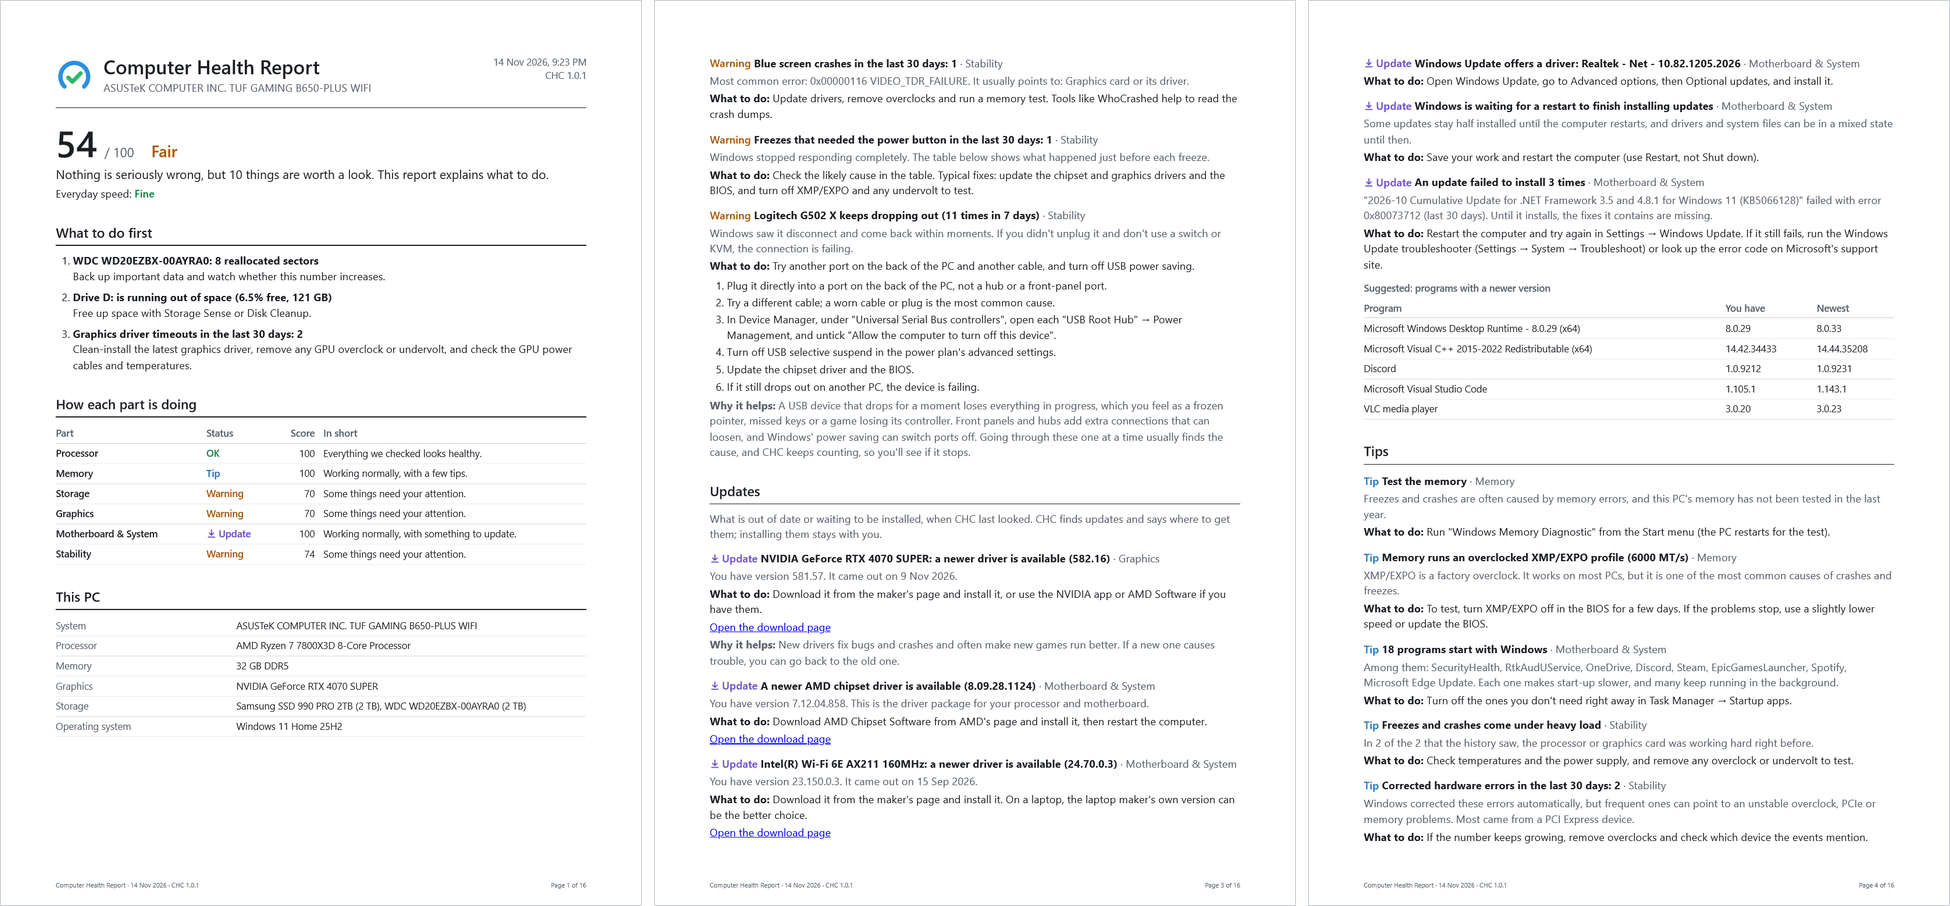 Computer Health Report
ASUSTeK COMPUTER INC. TUF GAMING B650-PLUS WIFI
14 Nov 2026, 9:23 PM
CHC 1.0.1
54 / 100 Fair
Nothing is seriously wrong, but 10 things are worth a look. This report explains what to do.
Everyday speed: Fine
What to do first
1. WDC WD20EZBX-00AYRA0: 8 reallocated sectors
Back up important data and watch whether this number increases.
2. Drive D: is running out of space (6.5% free, 121 GB)
Free up space with Storage Sense or Disk Cleanup.
3. Graphics driver timeouts in the last 30 days: 2
Clean-install the latest graphics driver, remove any GPU overclock or undervolt, and check the GPU power
cables and temperatures.
How each part is doing
Part Status Score In short
Processor OK 100 Everything we checked looks healthy.
Memory Tip 100 Working normally, with a few tips.
Storage Warning 70 Some things need your attention.
Graphics Warning 70 Some things need your attention.
Motherboard & System Update 100 Working normally, with something to update.
Stability Warning 74 Some things need your attention.
This PC
System ASUSTeK COMPUTER INC. TUF GAMING B650-PLUS WIFI
Processor AMD Ryzen 7 7800X3D 8-Core Processor
Memory 32 GB DDR5
Graphics NVIDIA GeForce RTX 4070 SUPER
Storage Samsung SSD 990 PRO 2TB (2 TB), WDC WD20EZBX-00AYRA0 (2 TB)
Operating system Windows 11 Home 25H2
Computer Health Report - 14 Nov 2026 - CHC 1.0.1
Page 1 of 16
Warning Blue screen crashes in the last 30 days: 1 · Stability
Most common error: 0x00000116 VIDEO_TDR_FAILURE. It usually points to: Graphics card or its driver.
What to do: Update drivers, remove overclocks and run a memory test. Tools like WhoCrashed help to read the
crash dumps.
Warning Freezes that needed the power button in the last 30 days: 1 · Stability
Windows stopped responding completely. The table below shows what happened just before each freeze.
What to do: Check the likely cause in the table. Typical fixes: update the chipset and graphics drivers and the
BIOS, and turn off XMP/EXPO and any undervolt to test.
Warning Logitech G502 X keeps dropping out (11 times in 7 days) · Stability
Windows saw it disconnect and come back within moments. If you didn't unplug it and don't use a switch or
KVM, the connection is failing.
What to do: Try another port on the back of the PC and another cable, and turn off USB power saving.
1. Plug it directly into a port on the back of the PC, not a hub or a front-panel port.
2. Try a different cable; a worn cable or plug is the most common cause.
3. In Device Manager, under "Universal Serial Bus controllers", open each "USB Root Hub" → Power
Management, and untick "Allow the computer to turn off this device".
4. Turn off USB selective suspend in the power plan's advanced settings.
5. Update the chipset driver and the BIOS.
6. If it still drops out on another PC, the device is failing.
Why it helps: A USB device that drops for a moment loses everything in progress, which you feel as a frozen
pointer, missed keys or a game losing its controller. Front panels and hubs add extra connections that can
loosen, and Windows' power saving can switch ports off. Going through these one at a time usually finds the
cause, and CHC keeps counting, so you'll see if it stops.
Updates
What is out of date or waiting to be installed, when CHC last looked. CHC finds updates and says where to get
them; installing them stays with you.
Update NVIDIA GeForce RTX 4070 SUPER: a newer driver is available (582.16) · Graphics
You have version 581.57. It came out on 9 Nov 2026.
What to do: Download it from the maker's page and install it, or use the NVIDIA app or AMD Software if you
have them.
Open the download page
Why it helps: New drivers fix bugs and crashes and often make new games run better. If a new one causes
trouble, you can go back to the old one.
Update A newer AMD chipset driver is available (8.09.28.1124) · Motherboard & System
You have version 7.12.04.858. This is the driver package for your processor and motherboard.
What to do: Download AMD Chipset Software from AMD's page and install it, then restart the computer.
Open the download page
Update Intel(R) Wi-Fi 6E AX211 160MHz: a newer driver is available (24.70.0.3) · Motherboard & System
You have version 23.150.0.3. It came out on 15 Sep 2026.
What to do: Download it from the maker's page and install it. On a laptop, the laptop maker's own version can
be the better choice.
Open the download page
Computer Health Report - 14 Nov 2026 - CHC 1.0.1
Page 3 of 16
Update Windows Update offers a driver: Realtek - Net - 10.82.1205.2026 · Motherboard & System
What to do: Open Windows Update, go to Advanced options, then Optional updates, and install it.
Update Windows is waiting for a restart to finish installing updates · Motherboard & System
Some updates stay half installed until the computer restarts, and drivers and system files can be in a mixed state
until then.
What to do: Save your work and restart the computer (use Restart, not Shut down).
Update An update failed to install 3 times · Motherboard & System
"2026-10 Cumulative Update for .NET Framework 3.5 and 4.8.1 for Windows 11 (KB5066128)" failed with error
0x80073712 (last 30 days). Until it installs, the fixes it contains are missing.
What to do: Restart the computer and try again in Settings → Windows Update. If it still fails, run the Windows
Update troubleshooter (Settings → System → Troubleshoot) or look up the error code on Microsoft's support
site.
Suggested: programs with a newer version
Program You have Newest
Microsoft Windows Desktop Runtime - 8.0.29 (x64) 8.0.29 8.0.33
Microsoft Visual C++ 2015-2022 Redistributable (x64) 14.42.34433 14.44.35208
Discord 1.0.9212 1.0.9231
Microsoft Visual Studio Code 1.105.1 1.143.1
VLC media player 3.0.20 3.0.23
Tips
Tip Test the memory · Memory
Freezes and crashes are often caused by memory errors, and this PC's memory has not been tested in the last
year.
What to do: Run "Windows Memory Diagnostic" from the Start menu (the PC restarts for the test).
Tip Memory runs an overclocked XMP/EXPO profile (6000 MT/s) · Memory
XMP/EXPO is a factory overclock. It works on most PCs, but it is one of the most common causes of crashes and
freezes.
What to do: To test, turn XMP/EXPO off in the BIOS for a few days. If the problems stop, use a slightly lower
speed or update the BIOS.
Tip 18 programs start with Windows · Motherboard & System
Among them: SecurityHealth, RtkAudUService, OneDrive, Discord, Steam, EpicGamesLauncher, Spotify,
Microsoft Edge Update. Each one makes start-up slower, and many keep running in the background.
What to do: Turn off the ones you don't need right away in Task Manager → Startup apps.
Tip Freezes and crashes come under heavy load · Stability
In 2 of the 2 that the history saw, the processor or graphics card was working hard right before.
What to do: Check temperatures and the power supply, and remove any overclock or undervolt to test.
Tip Corrected hardware errors in the last 30 days: 2 · Stability
Windows corrected these errors automatically, but frequent ones can point to an unstable overclock, PCIe or
memory problems. Most came from a PCI Express device.
What to do: If the number keeps growing, remove overclocks and check which device the events mention.
Computer Health Report - 14 Nov 2026 - CHC 1.0.1
Page 4 of 16